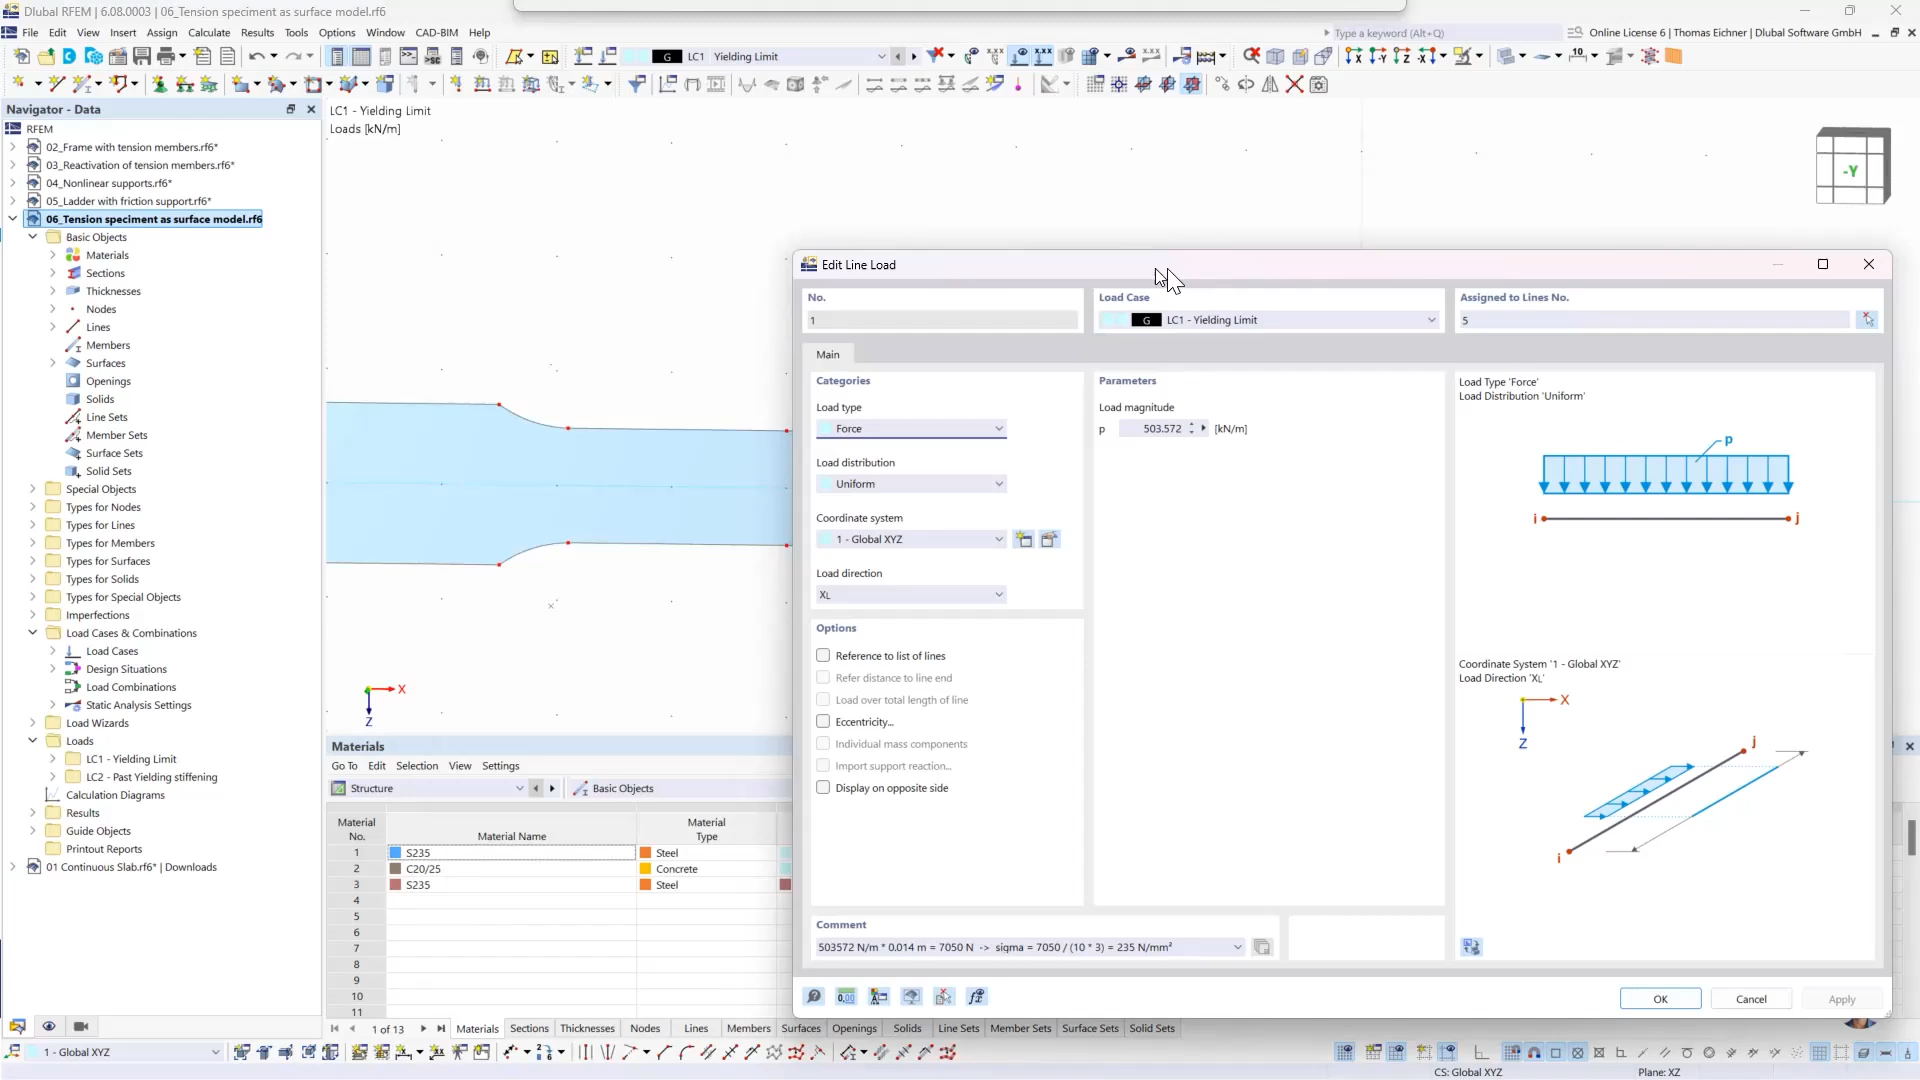 Dlubal RFEM | 6.08.0003 | 06_Tension speciment as surface model.rf6
File Edit View Insert Assign Calculate Results Tools Options Window CAD-BIM Help
Type a keyword (Alt+Q)
Online License 6 | Thomas Eichner | Dlubal Software GmbH
G LC1 Yielding Limit
Navigator - Data
RFEM
02_Frame with tension members.rf6*
03_Reactivation of tension members.rf6*
04_Nonlinear supports.rf6*
05_Ladder with friction support.rf6*
06_Tension speciment as surface model.rf6
Basic Objects
Materials
Sections
Thicknesses
Nodes
Lines
Members
Surfaces
Openings
Solids
Line Sets
Member Sets
Surface Sets
Solid Sets
Special Objects
Types for Nodes
Types for Lines
Types for Members
Types for Surfaces
Types for Solids
Types for Special Objects
Imperfections
Load Cases & Combinations
Load Cases
Design Situations
Load Combinations
Static Analysis Settings
Load Wizards
Loads
LC1 - Yielding Limit
LC2 - Past Yielding stiffening
Calculation Diagrams
Results
Guide Objects
Printout Reports
01 Continuous Slab.rf6* | Downloads
LC1 - Yielding Limit
Loads [kN/m]
-Y
X
Z
Edit Line Load
No.
1
Load Case
G LC1 - Yielding Limit
Assigned to Lines No.
5
Main
Categories
Load type
Force
Load distribution
Uniform
Coordinate system
1 - Global XYZ
Load direction
XL
Options
Reference to list of lines
Refer distance to line end
Load over total length of line
Eccentricity...
Individual mass components
Import support reaction...
Display on opposite side
Parameters
Load magnitude
p 503.572 [kN/m]
Load Type 'Force'
Load Distribution 'Uniform'
p
i j
Coordinate System '1 - Global XYZ'
Load Direction 'XL'
X
Z
j
i
Comment
503572 N/m * 0.014 m = 7050 N -> sigma = 7050 / (10 * 3) = 235 N/mm²
0,00
OK Cancel Apply
Materials
Go To Edit Selection View Settings
Structure
Basic Objects
Material No. Material Name Material Type
1 S235 Steel
2 C20/25 Concrete
3 S235 Steel
4
5
6
7
8
9
10
11
1 of 13
Materials Sections Thicknesses Nodes Lines Members Surfaces Openings Solids Line Sets Member Sets Surface Sets Solid Sets
1 - Global XYZ
CS: Global XYZ
Plane: XZ